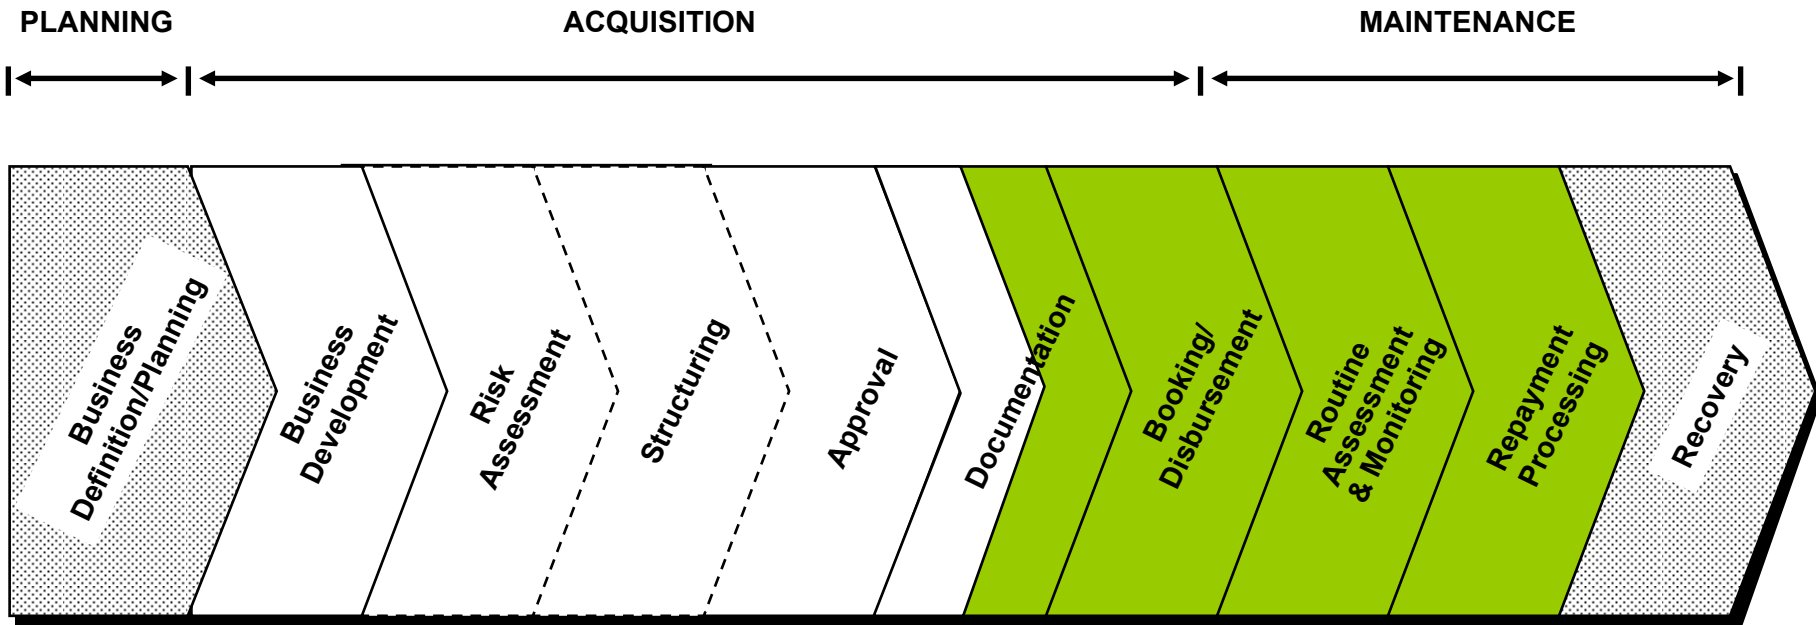 PLANNING
ACQUISITION
MAINTENANCE
Business
Definition/Planning
Business
Development
Risk
Assessment
Structuring
Approval
Documentation
Booking/
Disbursement
Routine
Assessment
& Monitoring
Repayment
Processing
Recovery